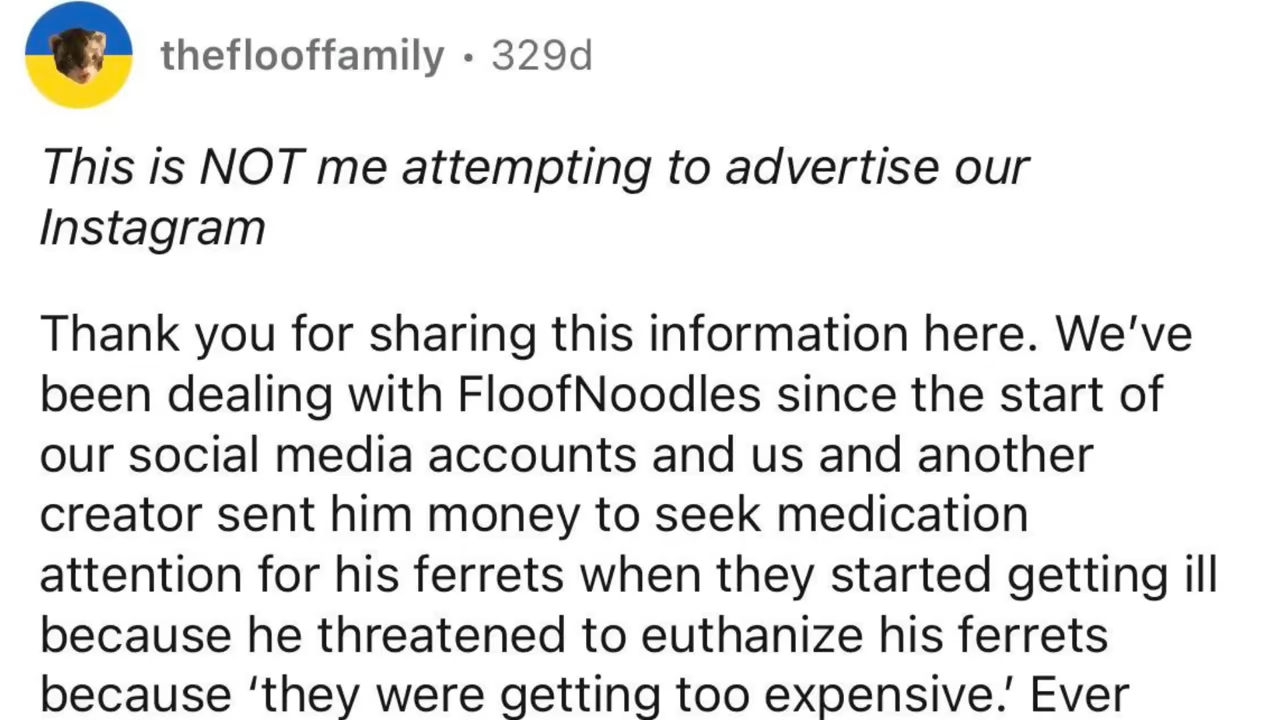 theflooffamily • 329d
This is NOT me attempting to advertise our
Instagram
Thank you for sharing this information here. We’ve
been dealing with FloofNoodles since the start of
our social media accounts and us and another
creator sent him money to seek medication
attention for his ferrets when they started getting ill
because he threatened to euthanize his ferrets
because ‘they were getting too expensive.’ Ever